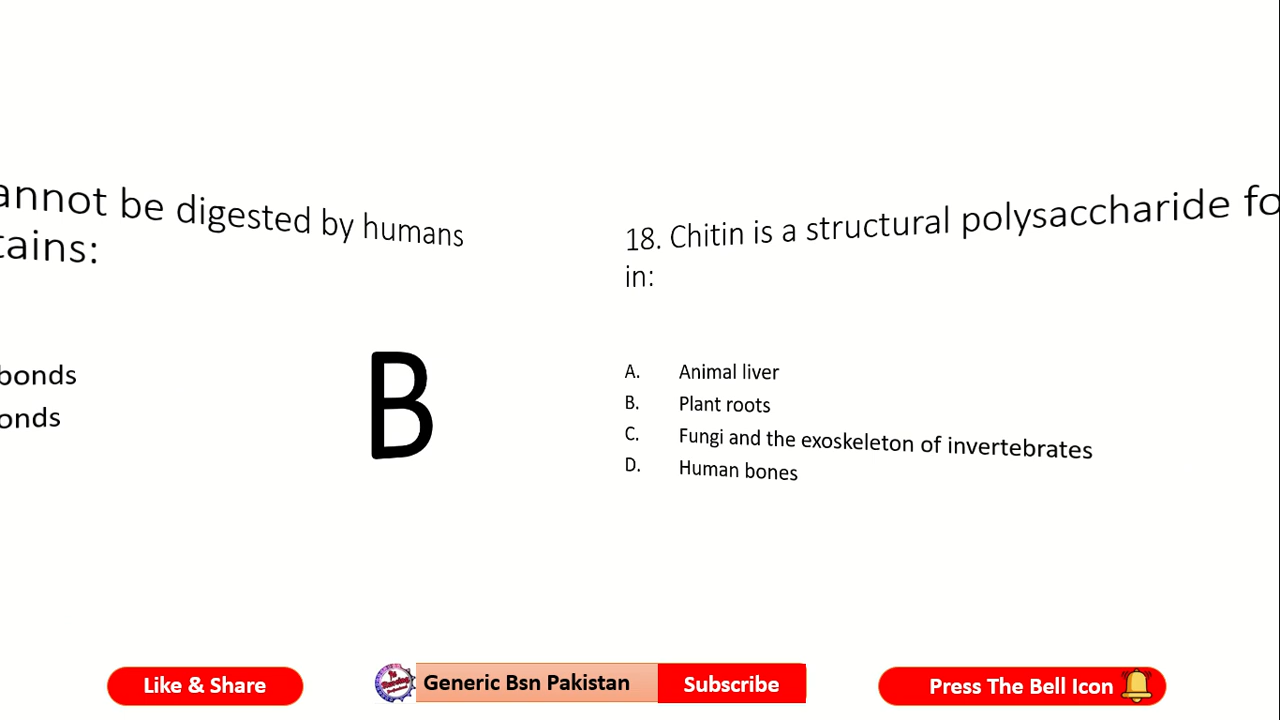 annot be digested by humans
tains:
bonds
onds
B
18. Chitin is a structural polysaccharide fo
in:
A. Animal liver
B. Plant roots
C. Fungi and the exoskeleton of invertebrates
D. Human bones
Like & Share
Generic Bsn Pakistan
Subscribe
Press The Bell Icon